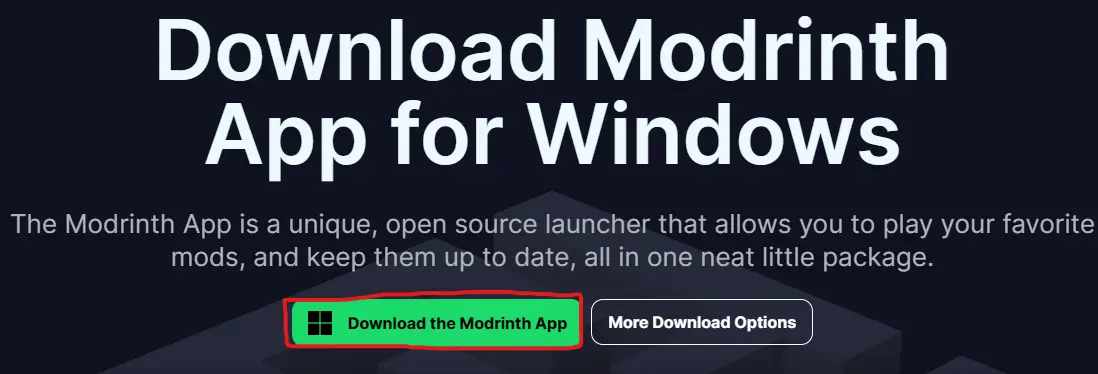 Download Modrinth
App for Windows
The Modrinth App is a unique, open source launcher that allows you to play your favorite
mods, and keep them up to date, all in one neat little package.
Download the Modrinth App
More Download Options